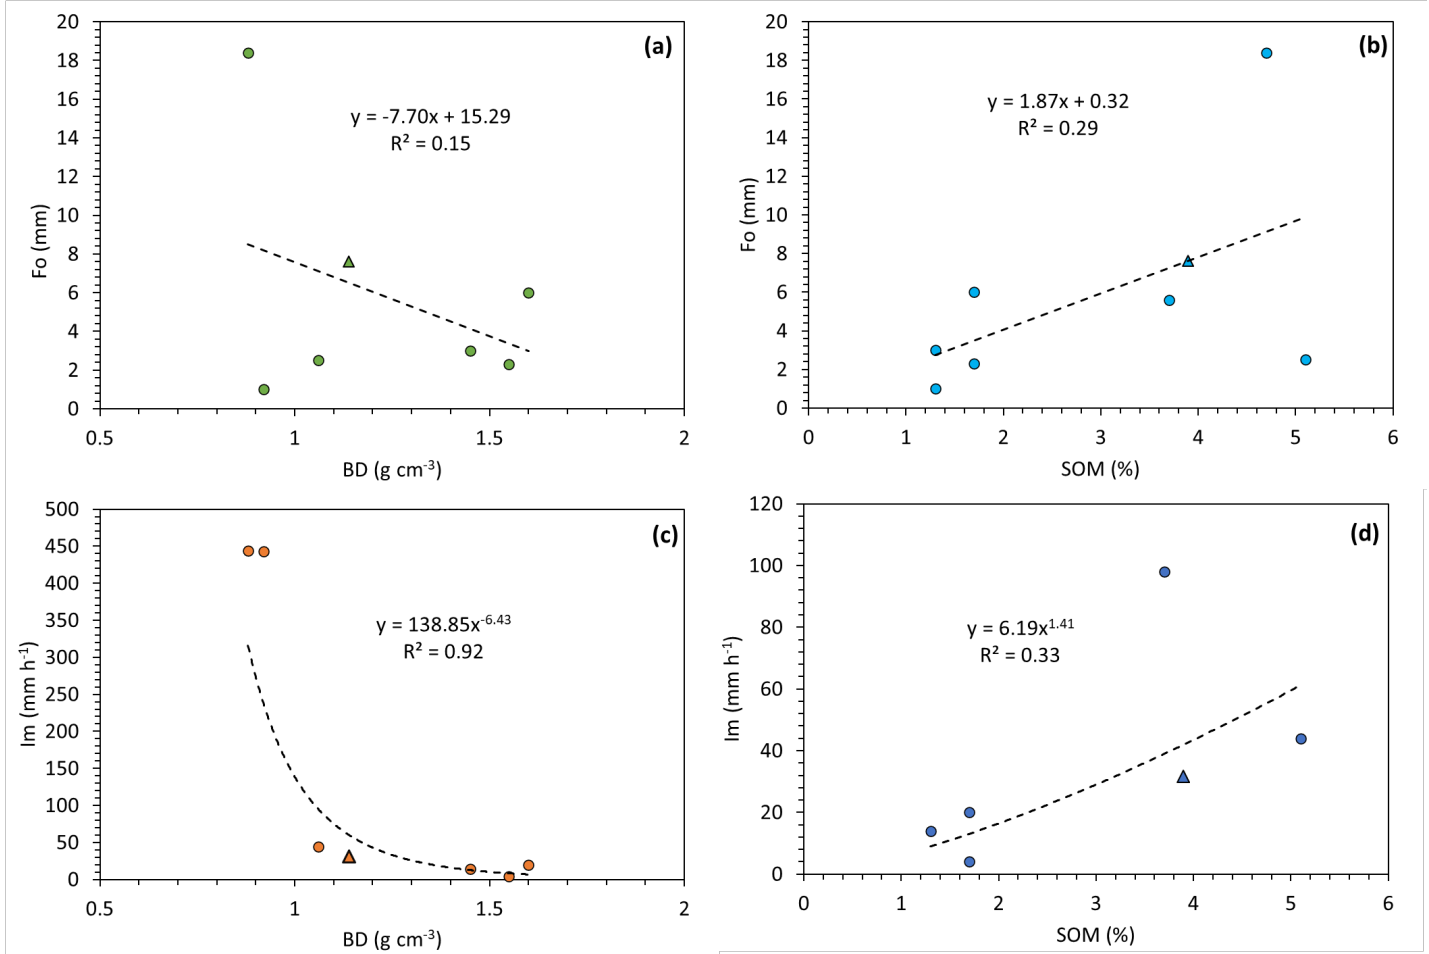 20
18
16
14
12
10
8
6
4
2
0
Fo (mm)
(a)
y = -7.70x + 15.29
R² = 0.15
0.5 1 1.5 2
BD (g cm⁻³)
20
18
16
14
12
10
8
6
4
2
0
Fo (mm)
(b)
y = 1.87x + 0.32
R² = 0.29
0 1 2 3 4 5 6
SOM (%)
500
450
400
350
300
250
200
150
100
50
0
Im (mm h⁻¹)
(c)
y = 138.85x⁻⁶·⁴³
R² = 0.92
0.5 1 1.5 2
BD (g cm⁻³)
120
100
80
60
40
20
0
Im (mm h⁻¹)
(d)
y = 6.19x¹·⁴¹
R² = 0.33
0 1 2 3 4 5 6
SOM (%)